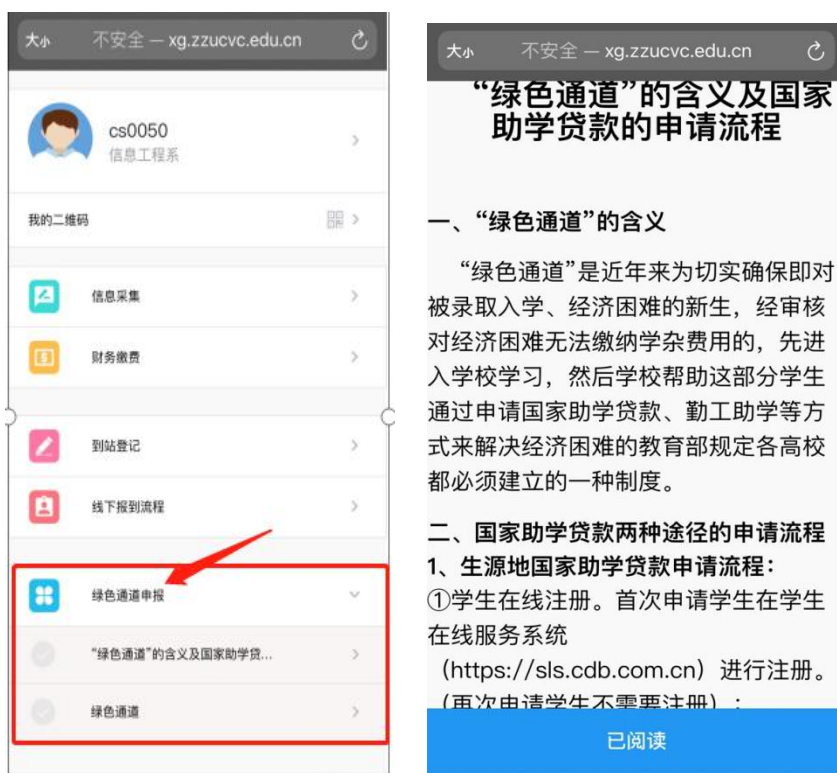 大小 不安全 — xg.zzucvc.edu.cn
cs0050
信息工程系
我的二维码
信息采集
财务缴费
到站登记
线下报到流程
绿色通道申报
“绿色通道”的含义及国家助学贷...
绿色通道
大小 不安全 — xg.zzucvc.edu.cn
“绿色通道”的含义及国家
助学贷款的申请流程
一、“绿色通道”的含义
“绿色通道”是近年来为切实确保即对
被录取入学、经济困难的新生，经审核
对经济困难无法缴纳学杂费用的，先进
入学校学习，然后学校帮助这部分学生
通过申请国家助学贷款、勤工助学等方
式来解决经济困难的教育部规定各高校
都必须建立的一种制度。
二、国家助学贷款两种途径的申请流程
1、生源地国家助学贷款申请流程：
①学生在线注册。首次申请学生在学生
在线服务系统
（https://sls.cdb.com.cn）进行注册。
（再次申请学生不需要注册）；
已阅读